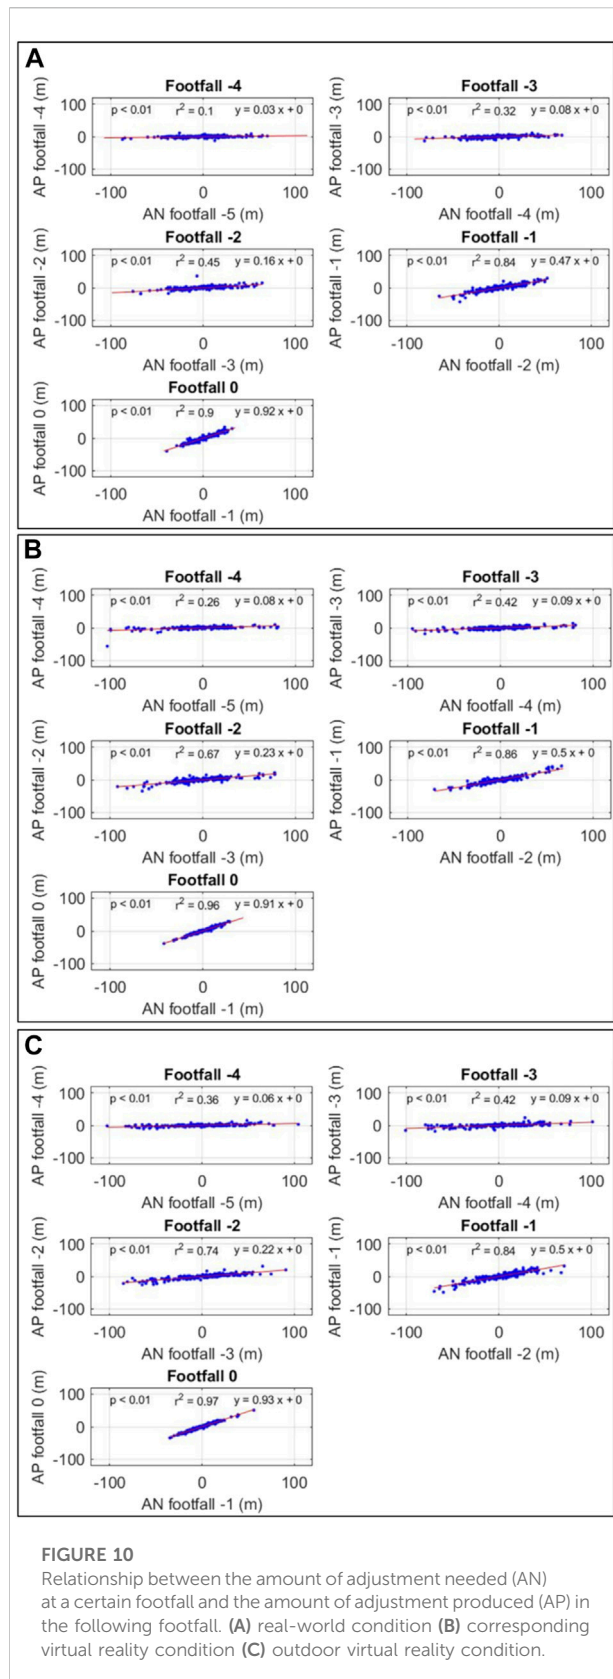 A
Footfall -4
p < 0.01 r² = 0.1 y = 0.03 x + 0
AP footfall -4 (m)
100
0
-100
-100 0 100
AN footfall -5 (m)
Footfall -3
p < 0.01 r² = 0.32 y = 0.08 x + 0
AP footfall -3 (m)
100
0
-100
-100 0 100
AN footfall -4 (m)
Footfall -2
p < 0.01 r² = 0.45 y = 0.16 x + 0
AP footfall -2 (m)
100
0
-100
-100 0 100
AN footfall -3 (m)
Footfall -1
p < 0.01 r² = 0.84 y = 0.47 x + 0
AP footfall -1 (m)
100
0
-100
-100 0 100
AN footfall -2 (m)
Footfall 0
p < 0.01 r² = 0.9 y = 0.92 x + 0
AP footfall 0 (m)
100
0
-100
-100 0 100
AN footfall -1 (m)
B
Footfall -4
p < 0.01 r² = 0.26 y = 0.08 x + 0
AP footfall -4 (m)
100
0
-100
-100 0 100
AN footfall -5 (m)
Footfall -3
p < 0.01 r² = 0.42 y = 0.09 x + 0
AP footfall -3 (m)
100
0
-100
-100 0 100
AN footfall -4 (m)
Footfall -2
p < 0.01 r² = 0.67 y = 0.23 x + 0
AP footfall -2 (m)
100
0
-100
-100 0 100
AN footfall -3 (m)
Footfall -1
p < 0.01 r² = 0.86 y = 0.5 x + 0
AP footfall -1 (m)
100
0
-100
-100 0 100
AN footfall -2 (m)
Footfall 0
p < 0.01 r² = 0.96 y = 0.91 x + 0
AP footfall 0 (m)
100
0
-100
-100 0 100
AN footfall -1 (m)
C
Footfall -4
p < 0.01 r² = 0.36 y = 0.06 x + 0
AP footfall -4 (m)
100
0
-100
-100 0 100
AN footfall -5 (m)
Footfall -3
p < 0.01 r² = 0.42 y = 0.09 x + 0
AP footfall -3 (m)
100
0
-100
-100 0 100
AN footfall -4 (m)
Footfall -2
p < 0.01 r² = 0.74 y = 0.22 x + 0
AP footfall -2 (m)
100
0
-100
-100 0 100
AN footfall -3 (m)
Footfall -1
p < 0.01 r² = 0.84 y = 0.5 x + 0
AP footfall -1 (m)
100
0
-100
-100 0 100
AN footfall -2 (m)
Footfall 0
p < 0.01 r² = 0.97 y = 0.93 x + 0
AP footfall 0 (m)
100
0
-100
-100 0 100
AN footfall -1 (m)
FIGURE 10
Relationship between the amount of adjustment needed (AN)
at a certain footfall and the amount of adjustment produced (AP) in
the following footfall. (A) real-world condition (B) corresponding
virtual reality condition (C) outdoor virtual reality condition.